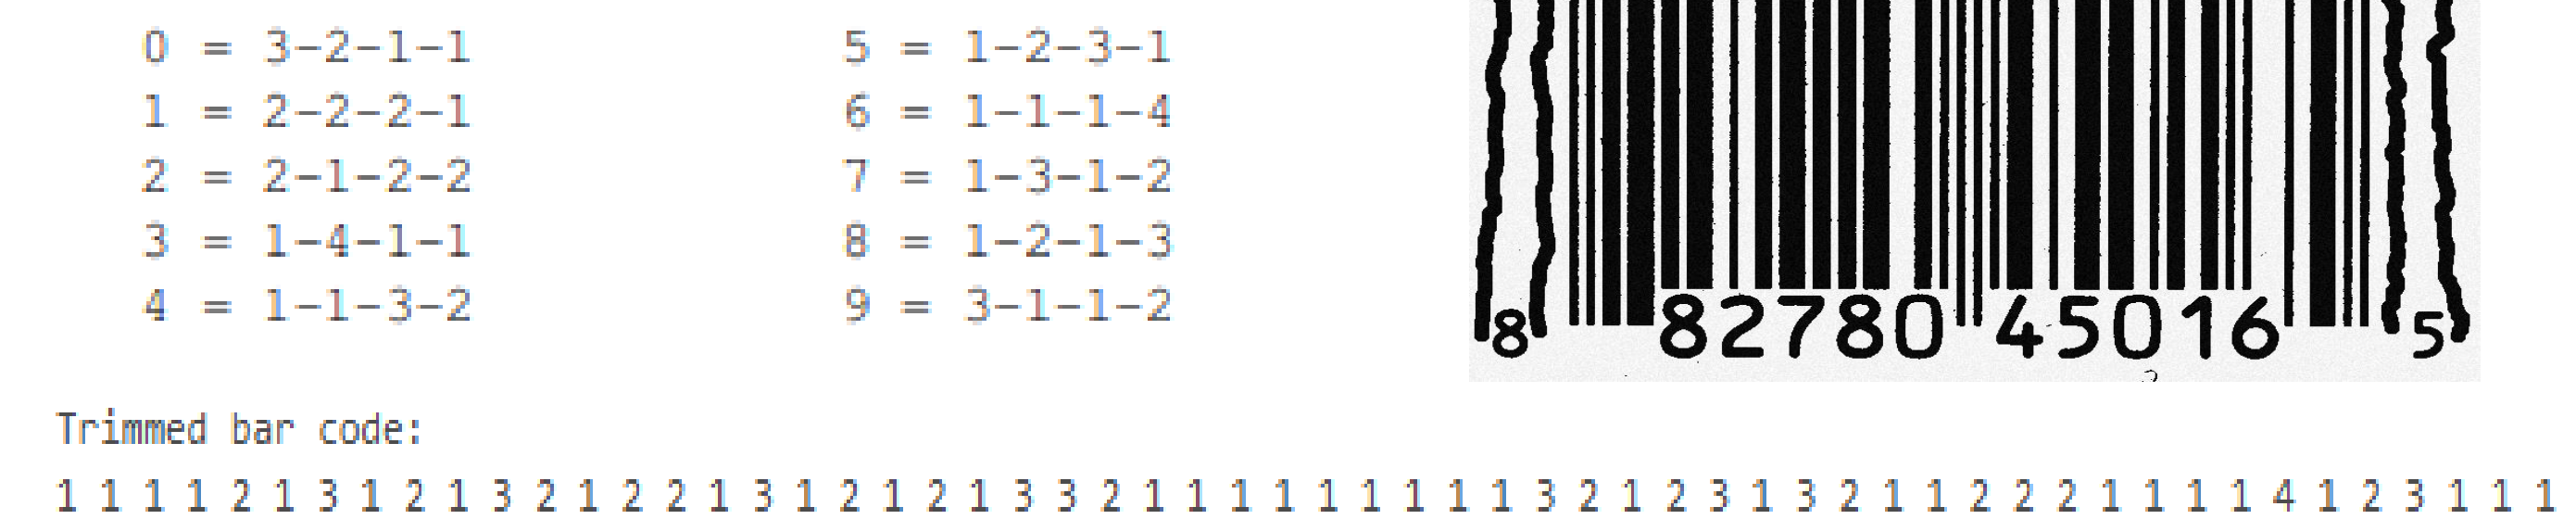 0 = 3-2-1-1 5 = 1-2-3-1
1 = 2-2-2-1 6 = 1-1-1-4
2 = 2-1-2-2 7 = 1-3-1-2
3 = 1-4-1-1 8 = 1-2-1-3
4 = 1-1-3-2 9 = 3-1-1-2
8 82780 45016 5
Trimmed bar code:
1 1 1 1 2 1 3 1 2 1 3 2 1 2 2 1 3 1 2 1 2 1 3 3 2 1 1 1 1 1 1 1 1 1 3 2 1 2 3 1 3 2 1 1 2 2 2 1 1 1 1 4 1 2 3 1 1 1